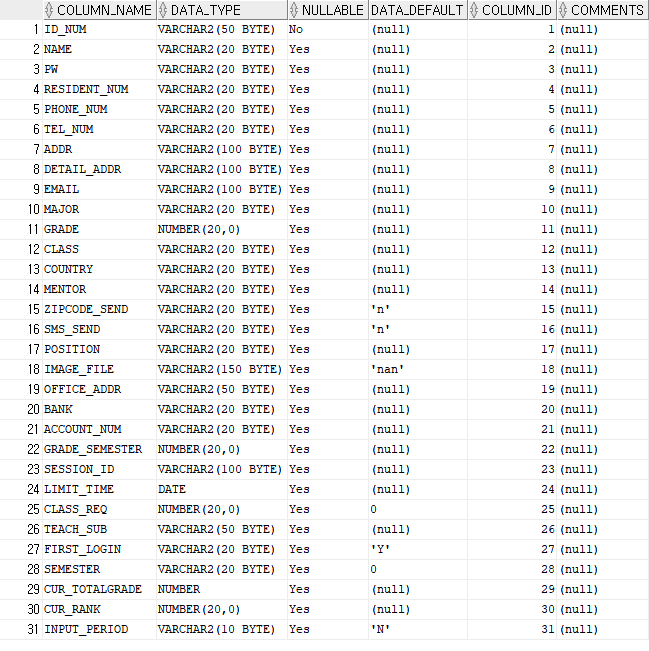 COLUMN_NAME DATA_TYPE NULLABLE DATA_DEFAULT COLUMN_ID COMMENTS
1 ID_NUM VARCHAR2(50 BYTE) No (null) 1 (null)
2 NAME VARCHAR2(20 BYTE) Yes (null) 2 (null)
3 PW VARCHAR2(20 BYTE) Yes (null) 3 (null)
4 RESIDENT_NUM VARCHAR2(20 BYTE) Yes (null) 4 (null)
5 PHONE_NUM VARCHAR2(20 BYTE) Yes (null) 5 (null)
6 TEL_NUM VARCHAR2(20 BYTE) Yes (null) 6 (null)
7 ADDR VARCHAR2(100 BYTE) Yes (null) 7 (null)
8 DETAIL_ADDR VARCHAR2(100 BYTE) Yes (null) 8 (null)
9 EMAIL VARCHAR2(100 BYTE) Yes (null) 9 (null)
10 MAJOR VARCHAR2(20 BYTE) Yes (null) 10 (null)
11 GRADE NUMBER(20,0) Yes (null) 11 (null)
12 CLASS VARCHAR2(20 BYTE) Yes (null) 12 (null)
13 COUNTRY VARCHAR2(20 BYTE) Yes (null) 13 (null)
14 MENTOR VARCHAR2(20 BYTE) Yes (null) 14 (null)
15 ZIPCODE_SEND VARCHAR2(20 BYTE) Yes 'n' 15 (null)
16 SMS_SEND VARCHAR2(20 BYTE) Yes 'n' 16 (null)
17 POSITION VARCHAR2(20 BYTE) Yes (null) 17 (null)
18 IMAGE_FILE VARCHAR2(150 BYTE) Yes 'nan' 18 (null)
19 OFFICE_ADDR VARCHAR2(50 BYTE) Yes (null) 19 (null)
20 BANK VARCHAR2(20 BYTE) Yes (null) 20 (null)
21 ACCOUNT_NUM VARCHAR2(20 BYTE) Yes (null) 21 (null)
22 GRADE_SEMESTER NUMBER(20,0) Yes (null) 22 (null)
23 SESSION_ID VARCHAR2(100 BYTE) Yes (null) 23 (null)
24 LIMIT_TIME DATE Yes (null) 24 (null)
25 CLASS_REQ NUMBER(20,0) Yes 0 25 (null)
26 TEACH_SUB VARCHAR2(50 BYTE) Yes (null) 26 (null)
27 FIRST_LOGIN VARCHAR2(20 BYTE) Yes 'Y' 27 (null)
28 SEMESTER VARCHAR2(20 BYTE) Yes 0 28 (null)
29 CUR_TOTALGRADE NUMBER Yes (null) 29 (null)
30 CUR_RANK NUMBER(20,0) Yes (null) 30 (null)
31 INPUT_PERIOD VARCHAR2(10 BYTE) Yes 'N' 31 (null)